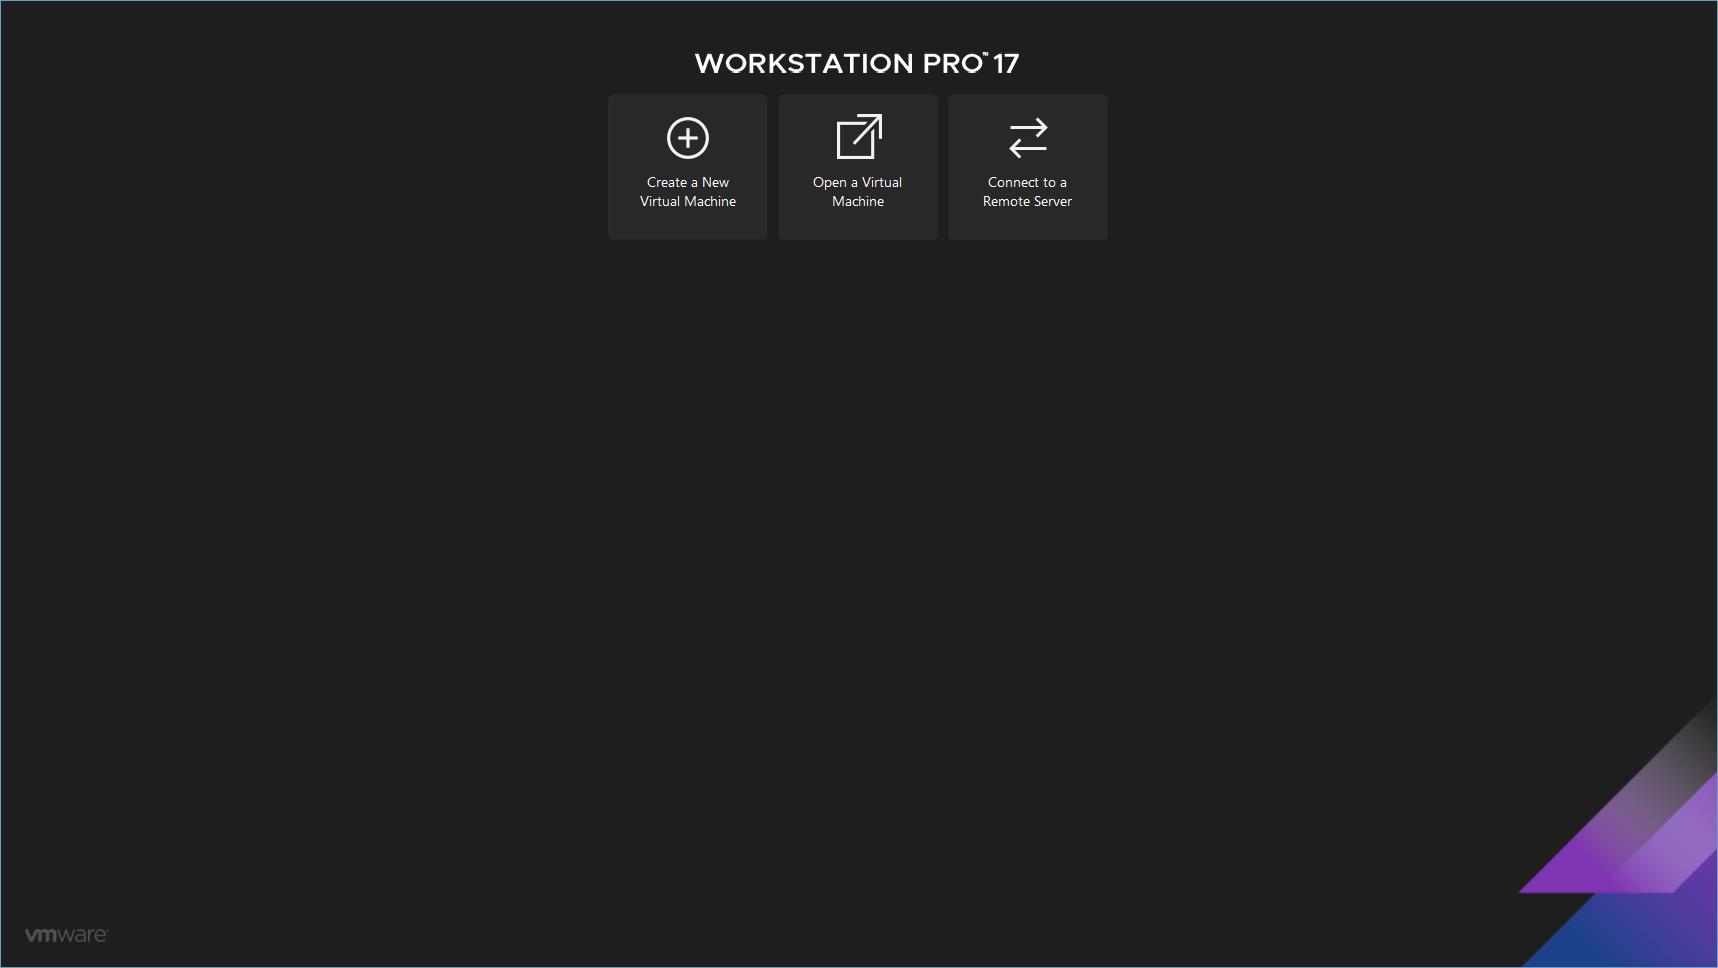 WORKSTATION PRO™ 17
Create a New
Virtual Machine
Open a Virtual
Machine
Connect to a
Remote Server
vmware®